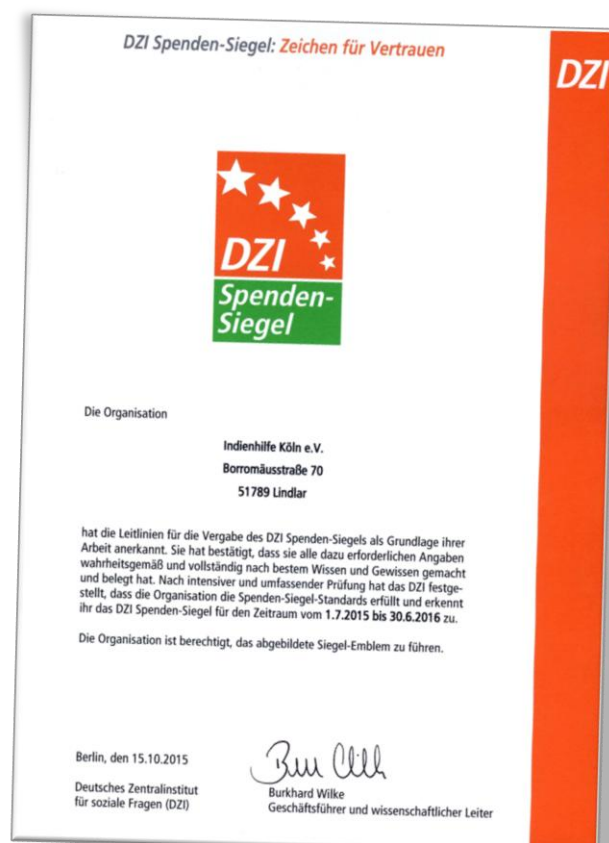 DZI Spenden-Siegel: Zeichen für Vertrauen
DZI
DZI
Spenden-
Siegel
Die Organisation
Indienhilfe Köln e.V.
Borromäusstraße 70
51789 Lindlar
hat die Leitlinien für die Vergabe des DZI Spenden-Siegels als Grundlage ihrer
Arbeit anerkannt. Sie hat bestätigt, dass sie alle dazu erforderlichen Angaben
wahrheitsgemäß und vollständig nach bestem Wissen und Gewissen gemacht
und belegt hat. Nach intensiver und umfassender Prüfung hat das DZI festge-
stellt, dass die Organisation die Spenden-Siegel-Standards erfüllt und erkennt
ihr das DZI Spenden-Siegel für den Zeitraum vom 1.7.2015 bis 30.6.2016 zu.
Die Organisation ist berechtigt, das abgebildete Siegel-Emblem zu führen.
Berlin, den 15.10.2015
Deutsches Zentralinstitut
für soziale Fragen (DZI)
Burkhard Wilke
Geschäftsführer und wissenschaftlicher Leiter